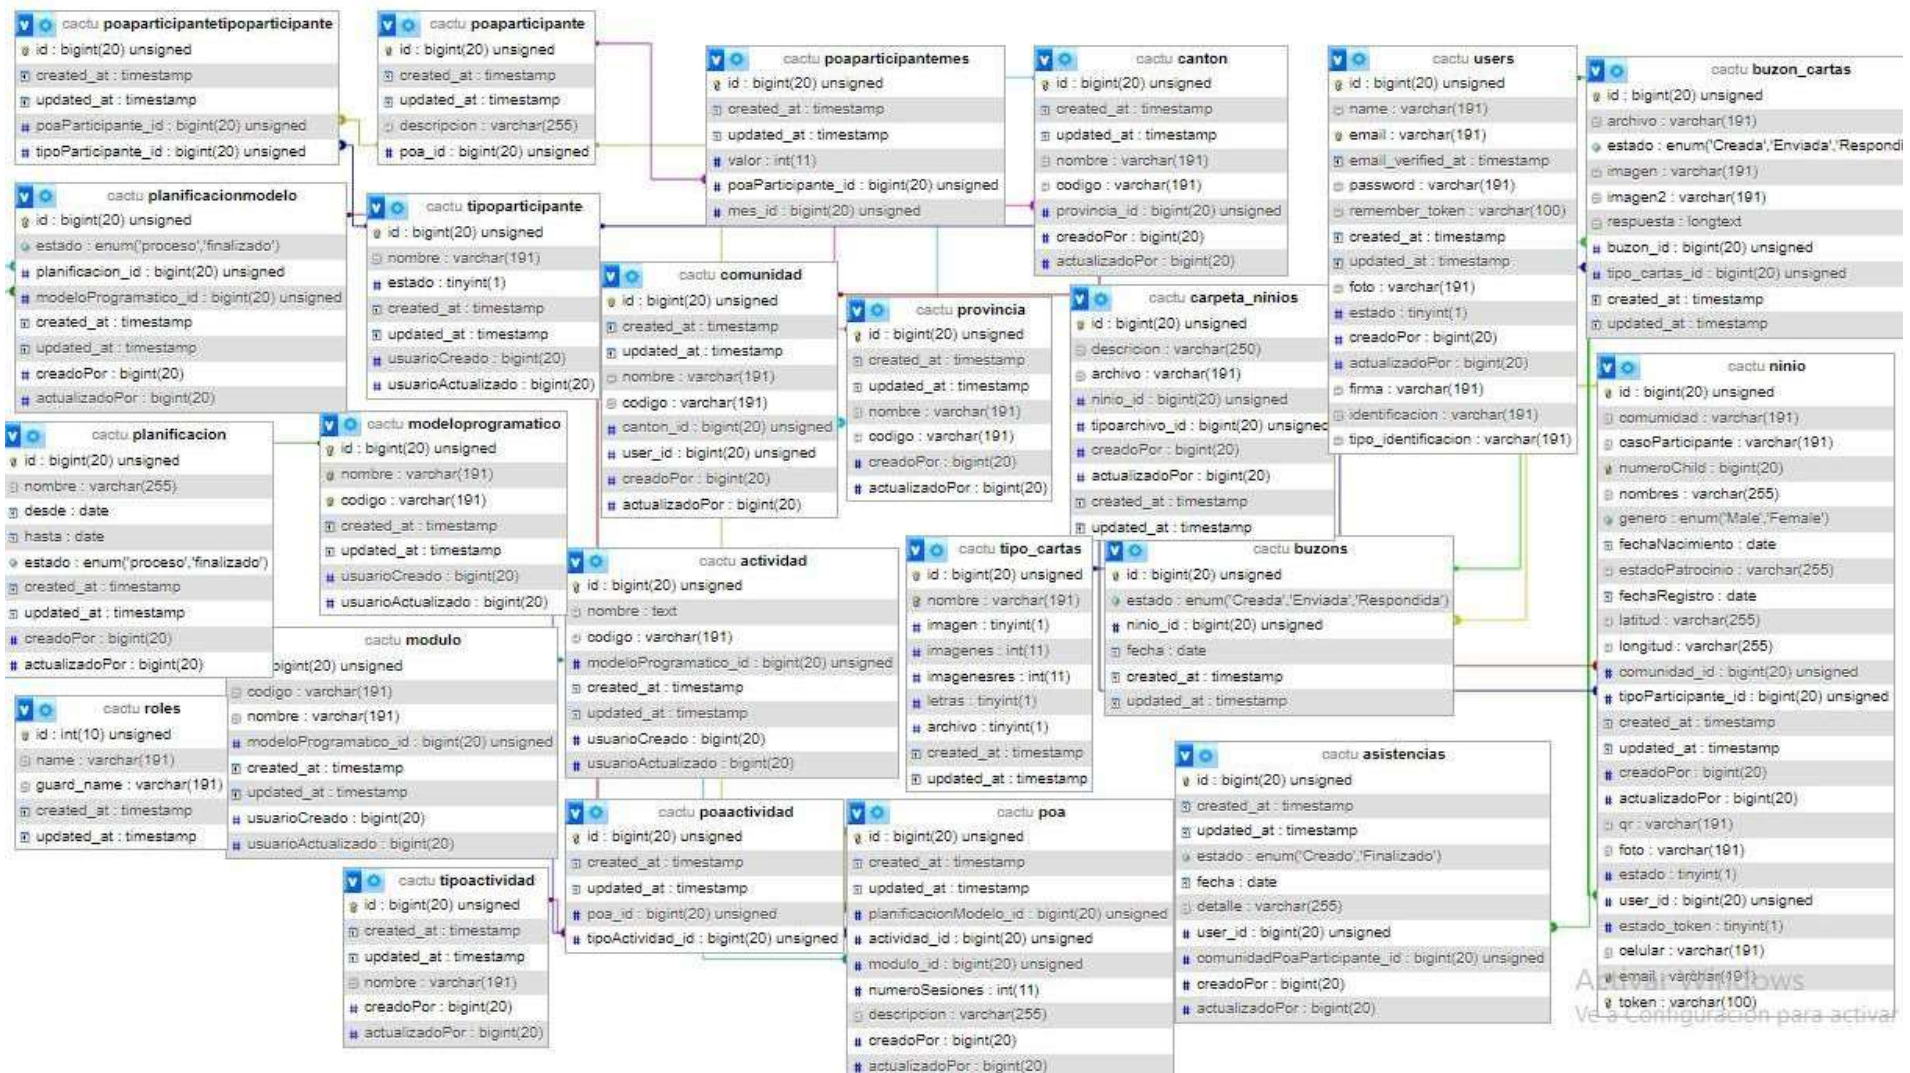 cactu poaparticipantetipoparticipante
id : bigint(20) unsigned
created_at : timestamp
updated_at : timestamp
poaParticipante_id : bigint(20) unsigned
tipoParticipante_id : bigint(20) unsigned
cactu poaparticipante
id : bigint(20) unsigned
created_at : timestamp
updated_at : timestamp
descripcion : varchar(255)
poa_id : bigint(20) unsigned
cactu poaparticipantemes
id : bigint(20) unsigned
created_at : timestamp
updated_at : timestamp
valor : int(11)
poaParticipante_id : bigint(20) unsigned
mes_id : bigint(20) unsigned
cactu canton
id : bigint(20) unsigned
created_at : timestamp
updated_at : timestamp
nombre : varchar(191)
codigo : varchar(191)
provincia_id : bigint(20) unsigned
creadoPor : bigint(20)
actualizadoPor : bigint(20)
cactu users
id : bigint(20) unsigned
name : varchar(191)
email : varchar(191)
email_verified_at : timestamp
password : varchar(191)
remember_token : varchar(100)
created_at : timestamp
updated_at : timestamp
foto : varchar(191)
estado : tinyint(1)
creadoPor : bigint(20)
actualizadoPor : bigint(20)
firma : varchar(191)
identificacion : varchar(191)
tipo_identificacion : varchar(191)
cactu buzon_cartas
id : bigint(20) unsigned
archivo : varchar(191)
estado : enum('Creada','Enviada','Respondi
imagen : varchar(191)
imagen2 : varchar(191)
respuesta : longtext
buzon_id : bigint(20) unsigned
tipo_cartas_id : bigint(20) unsigned
created_at : timestamp
updated_at : timestamp
cactu planificacionmodelo
id : bigint(20) unsigned
estado : enum('proceso','finalizado')
planificacion_id : bigint(20) unsigned
modeloProgramatico_id : bigint(20) unsigned
created_at : timestamp
updated_at : timestamp
creadoPor : bigint(20)
actualizadoPor : bigint(20)
cactu tipoparticipante
id : bigint(20) unsigned
nombre : varchar(191)
estado : tinyint(1)
created_at : timestamp
updated_at : timestamp
usuarioCreado : bigint(20)
usuarioActualizado : bigint(20)
cactu comunidad
id : bigint(20) unsigned
created_at : timestamp
updated_at : timestamp
nombre : varchar(191)
codigo : varchar(191)
canton_id : bigint(20) unsigned
user_id : bigint(20) unsigned
creadoPor : bigint(20)
actualizadoPor : bigint(20)
cactu provincia
id : bigint(20) unsigned
created_at : timestamp
updated_at : timestamp
nombre : varchar(191)
codigo : varchar(191)
creadoPor : bigint(20)
actualizadoPor : bigint(20)
cactu carpeta_ninios
id : bigint(20) unsigned
descricion : varchar(250)
archivo : varchar(191)
ninio_id : bigint(20) unsigned
tipoarchivo_id : bigint(20) unsigned
creadoPor : bigint(20)
actualizadoPor : bigint(20)
created_at : timestamp
updated_at : timestamp
cactu ninio
id : bigint(20) unsigned
comunidad : varchar(191)
casoParticipante : varchar(191)
numeroChild : bigint(20)
nombres : varchar(255)
genero : enum('Male','Female')
fechaNacimiento : date
estadoPatrocinio : varchar(255)
fechaRegistro : date
latitud : varchar(255)
longitud : varchar(255)
comunidad_id : bigint(20) unsigned
tipoParticipante_id : bigint(20) unsigned
created_at : timestamp
updated_at : timestamp
creadoPor : bigint(20)
actualizadoPor : bigint(20)
qr : varchar(191)
foto : varchar(191)
estado : tinyint(1)
user_id : bigint(20) unsigned
estado_token : tinyint(1)
celular : varchar(191)
email : varchar(191)
token : varchar(100)
cactu planificacion
id : bigint(20) unsigned
nombre : varchar(255)
desde : date
hasta : date
estado : enum('proceso','finalizado')
created_at : timestamp
updated_at : timestamp
creadoPor : bigint(20)
actualizadoPor : bigint(20)
cactu modeloprogramatico
id : bigint(20) unsigned
nombre : varchar(191)
codigo : varchar(191)
created_at : timestamp
updated_at : timestamp
usuarioCreado : bigint(20)
usuarioActualizado : bigint(20)
cactu actividad
id : bigint(20) unsigned
nombre : text
codigo : varchar(191)
modeloProgramatico_id : bigint(20) unsigned
created_at : timestamp
updated_at : timestamp
usuarioCreado : bigint(20)
usuarioActualizado : bigint(20)
cactu tipo_cartas
id : bigint(20) unsigned
nombre : varchar(191)
imagen : tinyint(1)
imagenes : int(11)
imagenesres : int(11)
letras : tinyint(1)
archivo : tinyint(1)
created_at : timestamp
updated_at : timestamp
cactu buzons
id : bigint(20) unsigned
estado : enum('Creada','Enviada','Respondida')
ninio_id : bigint(20) unsigned
fecha : date
created_at : timestamp
updated_at : timestamp
cactu modulo
bigint(20) unsigned
codigo : varchar(191)
nombre : varchar(191)
modeloProgramatico_id : bigint(20) unsigned
created_at : timestamp
updated_at : timestamp
usuarioCreado : bigint(20)
usuarioActualizado : bigint(20)
cactu roles
id : int(10) unsigned
name : varchar(191)
guard_name : varchar(191)
created_at : timestamp
updated_at : timestamp
cactu asistencias
id : bigint(20) unsigned
created_at : timestamp
updated_at : timestamp
estado : enum('Creado','Finalizado')
fecha : date
detalle : varchar(255)
user_id : bigint(20) unsigned
comunidadPoaParticipante_id : bigint(20) unsigned
creadoPor : bigint(20)
actualizadoPor : bigint(20)
cactu poaactividad
id : bigint(20) unsigned
created_at : timestamp
updated_at : timestamp
poa_id : bigint(20) unsigned
tipoActividad_id : bigint(20) unsigned
cactu poa
id : bigint(20) unsigned
created_at : timestamp
updated_at : timestamp
planificacionModelo_id : bigint(20) unsigned
actividad_id : bigint(20) unsigned
modulo_id : bigint(20) unsigned
numeroSesiones : int(11)
descripcion : varchar(255)
creadoPor : bigint(20)
actualizadoPor : bigint(20)
cactu tipoactividad
id : bigint(20) unsigned
created_at : timestamp
updated_at : timestamp
nombre : varchar(191)
creadoPor : bigint(20)
actualizadoPor : bigint(20)
Activar Windows
Ve a Configuración para activar